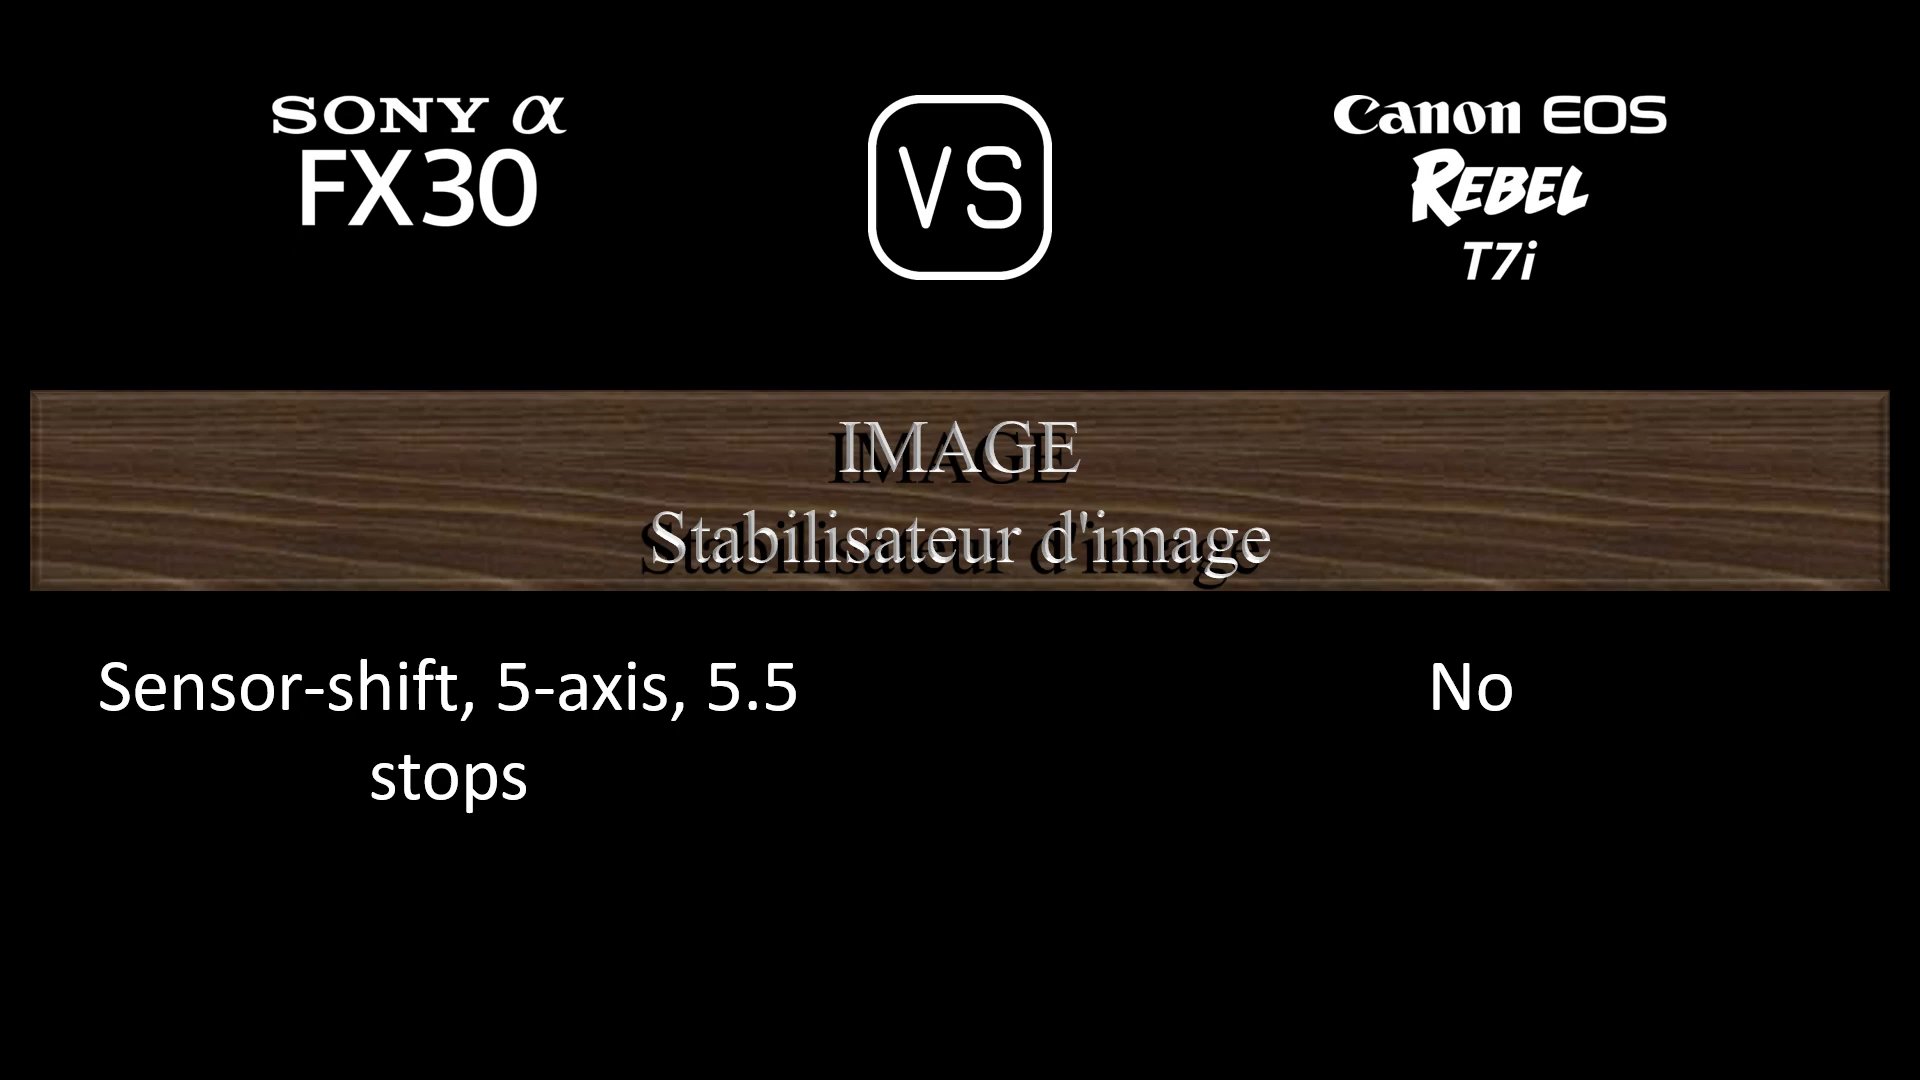 SONY α
FX30
VS
Canon EOS
REBEL
T7i
IMAGE
Stabilisateur d'image
Sensor-shift, 5-axis, 5.5
stops
No